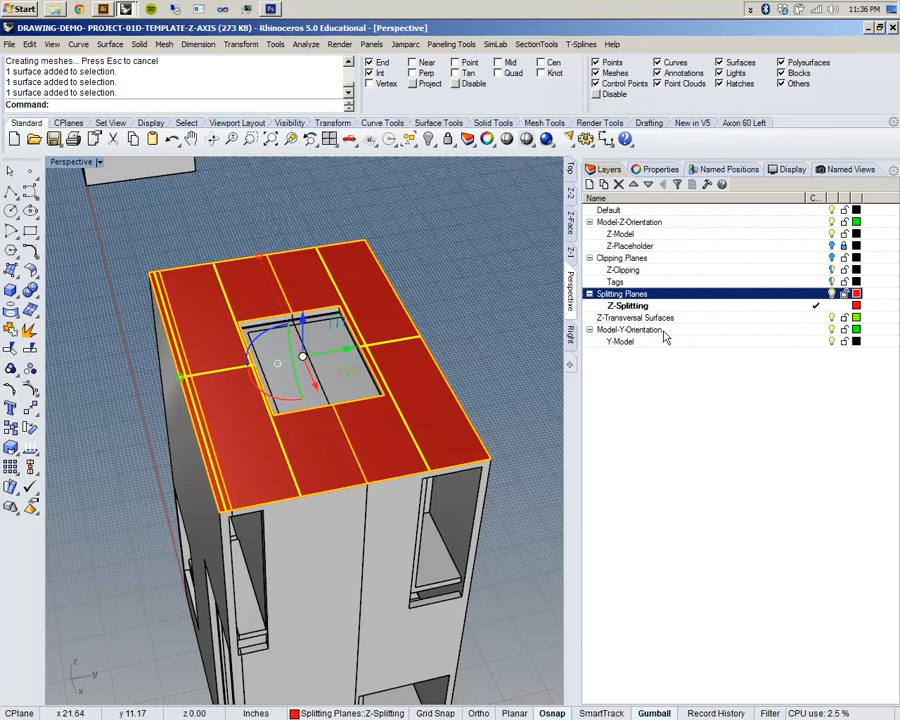 Start 11:36 PM
DRAWING-DEMO- PROJECT-01D-TEMPLATE-Z-AXIS (273 KB) - Rhinoceros 5.0 Educational - [Perspective]
File Edit View Curve Surface Solid Mesh Dimension Transform Tools Analyze Render Panels Jamparc Paneling Tools SimLab SectionTools T-Splines Help
Creating meshes... Press Esc to cancel
1 surface added to selection.
1 surface added to selection.
1 surface added to selection.
Command:
End Near Point Mid Cen
Int Perp Tan Quad Knot
Vertex Project Disable
Points Curves Surfaces Polysurfaces
Meshes Annotations Lights Blocks
Control Points Point Clouds Hatches Others
Disable
Standard CPlanes Set View Display Select Viewport Layout Visibility Transform Curve Tools Surface Tools Solid Tools Mesh Tools Render Tools Drafting New in V5 Axon 60 Left
Perspective
Top
Z-2
Z-Face
Z-1
Perspective
Right
Layers Properties Named Positions Display Named Views
Name C...
Default
Model-Z-Orientation
Z-Model
Z-Placeholder
Clipping Planes
Z-Clipping
Tags
Splitting Planes
Z-Splitting
Z-Transversal Surfaces
Model-Y-Orientation
Y-Model
z
y
x
CPlane x 21.64 y 11.17 z 0.00 Inches Splitting Planes::Z-Splitting Grid Snap Ortho Planar Osnap SmartTrack Gumball Record History Filter CPU use: 2.5 %